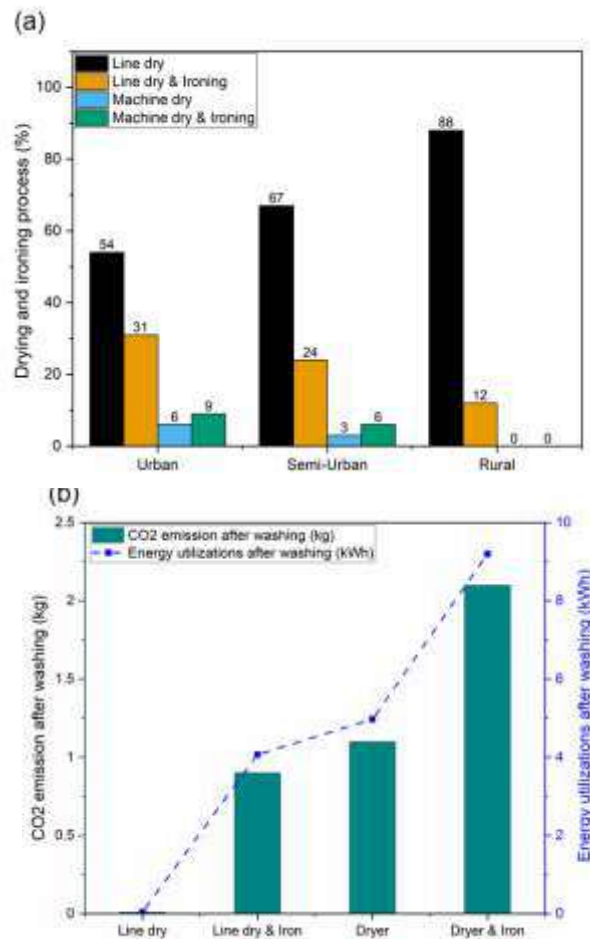 (a)
Line dry
Line dry & Ironing
Machine dry
Machine dry & Ironing
Drying and ironing process (%)
100
80
60
40
20
0
54
31
6
9
67
24
3
6
88
12
0
0
Urban
Semi-Urban
Rural
(b)
CO2 emission after washing (kg)
Energy utilizations after washing (kWh)
CO2 emission after washing (kg)
2.5
2
1.5
1
0.5
0
Energy utilizations after washing (kWh)
10
8
6
4
2
0
Line dry
Line dry & Iron
Dryer
Dryer & Iron